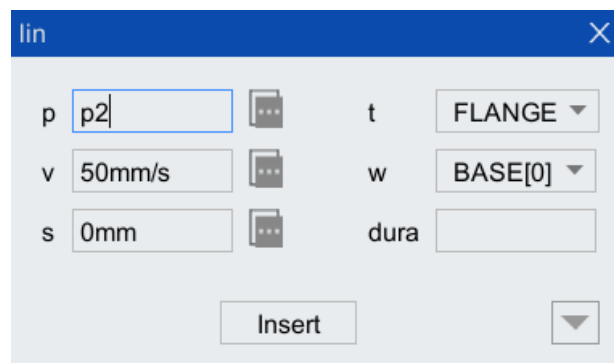 lin
p p2 t FLANGE
v 50mm/s w BASE[0]
s 0mm dura
Insert